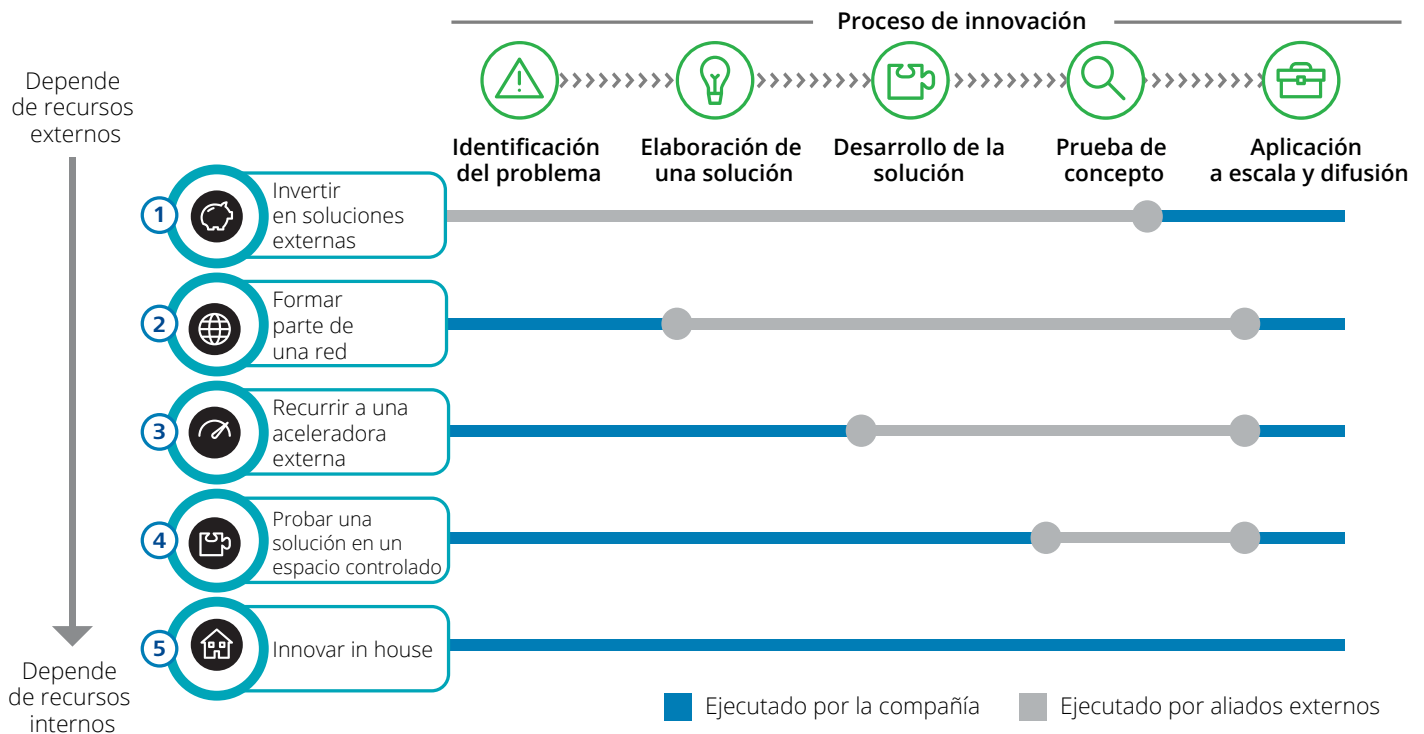 Proceso de innovación
Depende
de recursos
externos
Identificación
del problema
Elaboración de
una solución
Desarrollo de la
solución
Prueba de
concepto
Aplicación
a escala y difusión
1
Invertir
en soluciones
externas
2
Formar
parte de
una red
3
Recurrir a una
aceleradora
externa
4
Probar una
solución en un
espacio controlado
5
Innovar in house
Depende
de recursos
internos
Ejecutado por la compañía
Ejecutado por aliados externos